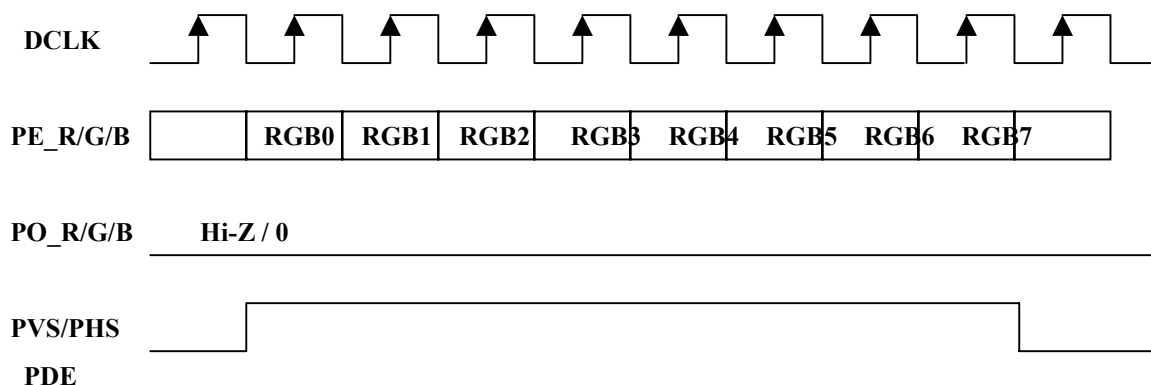 DCLK
PE_R/G/B RGB0 RGB1 RGB2 RGB3 RGB4 RGB5 RGB6 RGB7
PO_R/G/B Hi-Z / 0
PVS/PHS
PDE